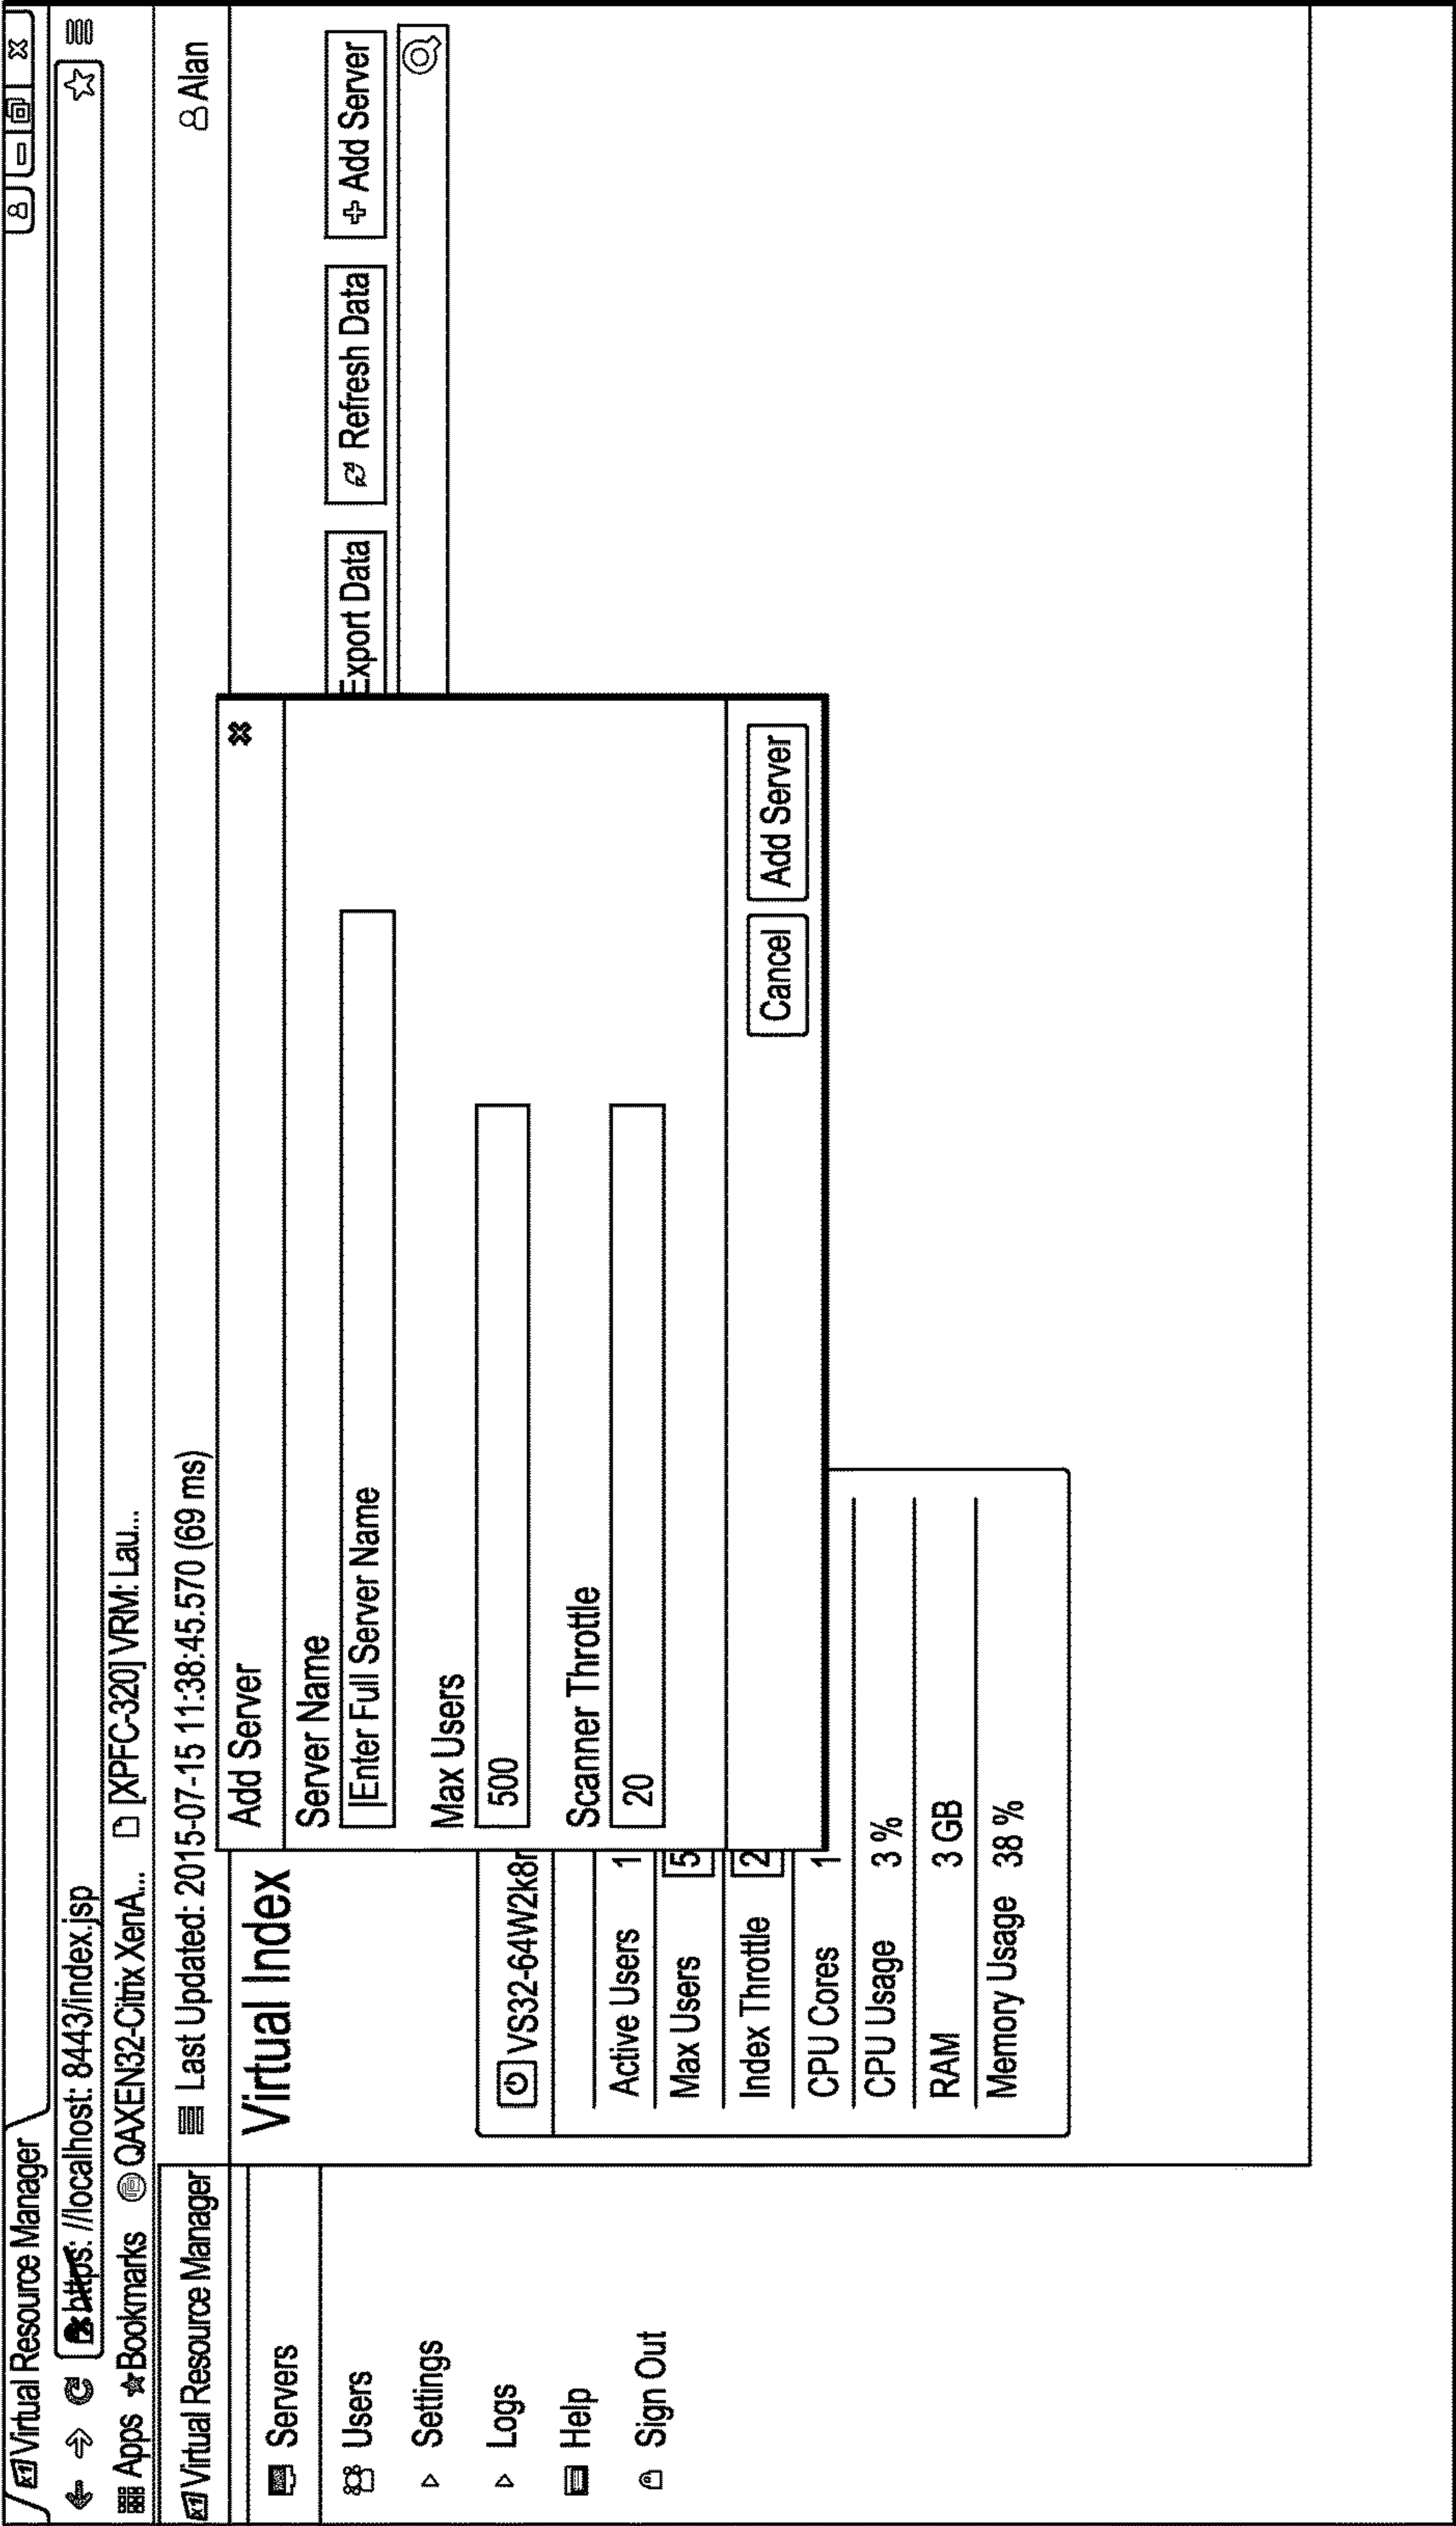 x1 Virtual Resource Manager
https: //localhost: 8443/index.jsp
Apps Bookmarks QAXEN32-Citrix XenA... [XPFC-320] VRM: Lau...
x1 Virtual Resource Manager
Last Updated: 2015-07-15 11:38:45.570 (69 ms)
Alan
Servers
Users
Settings
Logs
Help
Sign Out
Virtual Index
Export Data
Refresh Data
Add Server
Add Server
Server Name
Enter Full Server Name
Max Users
500
Scanner Throttle
20
Cancel
Add Server
VS32-64W2k8r
Active Users 1
Max Users 5
Index Throttle 2
CPU Cores 1
CPU Usage 3 %
RAM 3 GB
Memory Usage 38 %